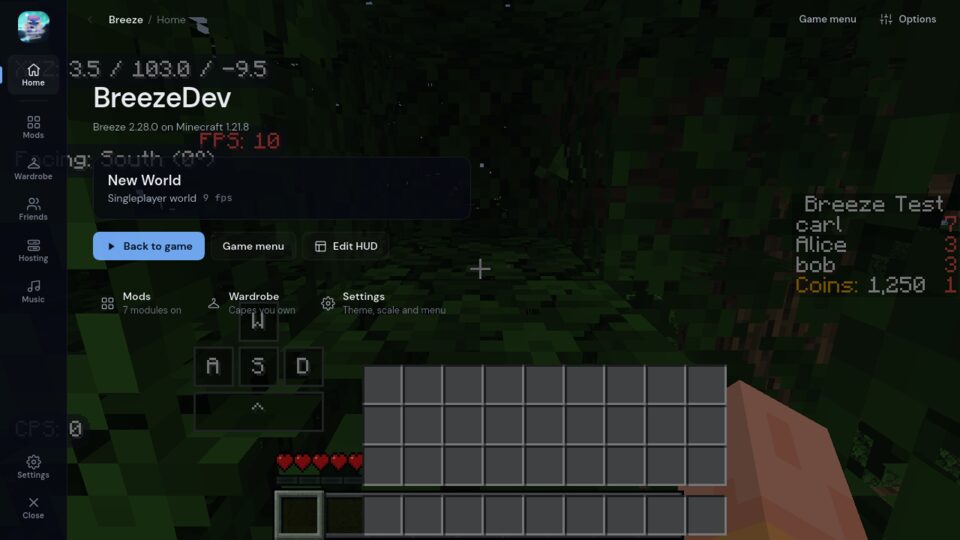 Breeze / Home
Game menu
Options
XYZ: 3.5 / 103.0 / -9.5
Home
BreezeDev
Breeze 2.28.0 on Minecraft 1.21.8
FPS: 10
Mods
Facing: South (0°)
Wardrobe
New World
Singleplayer world 9 fps
Friends
Breeze Test
carl 7
Alice 3
bob 3
Coins: 1,250 1
Hosting
Back to game
Game menu
Edit HUD
Music
Mods
7 modules on
Wardrobe
Capes you own
Settings
Theme, scale and menu
W
A S D
^
CPS: 0
Settings
Close